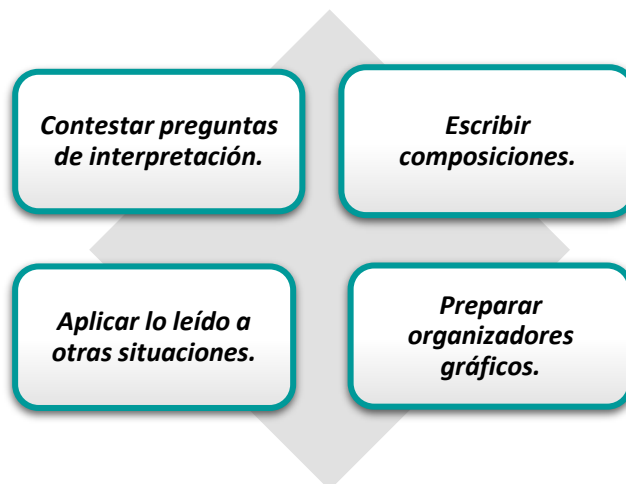 Contestar preguntas
de interpretación.
Escribir
composiciones.
Aplicar lo leído a
otras situaciones.
Preparar
organizadores
gráficos.